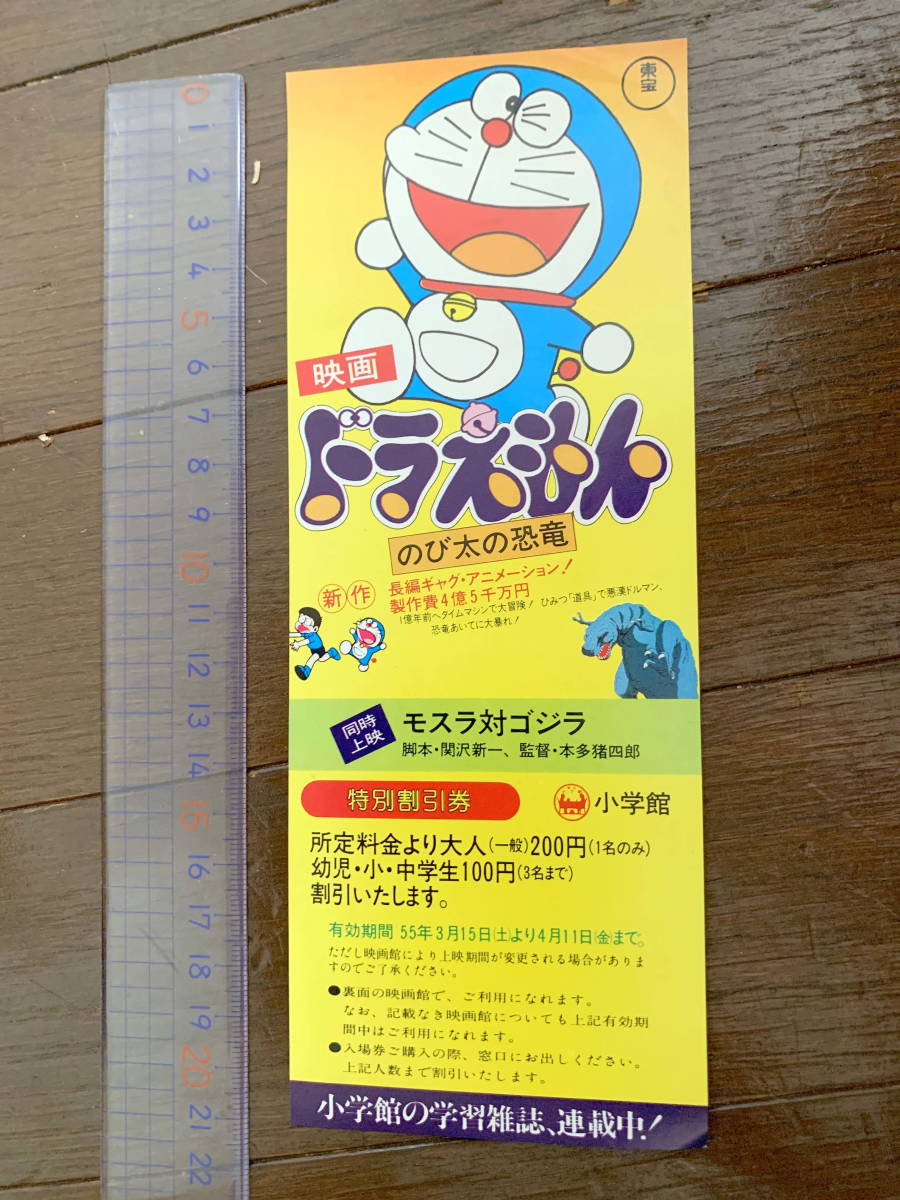 0
1
2
3
4
5
6
7
8
9
10
11
12
13
14
15
16
17
18
19
20
21
22
東宝
映画
ドラえもん
のび太の恐竜
新作
長編ギャグ・アニメーション!
製作費4億5千万円
1億年前へタイムマシンで大冒険! ひみつ「道具」で悪漢ドルマン、
恐竜あいてに大暴れ!
同時
上映
モスラ対ゴジラ
脚本・関沢新一、監督・本多猪四郎
特別割引券
小学館
所定料金より大人(一般)200円(1名のみ)
幼児・小・中学生100円(3名まで)
割引いたします。
有効期間 55年3月15日(土)より4月11日(金)まで。
ただし映画館により上映期間が変更される場合がありま
すのでご了承ください。
●裏面の映画館で、ご利用になれます。
なお、記載なき映画館についても上記有効期
間中はご利用になれます。
●入場券ご購入の際、窓口にお出しください。
上記人数まで割引いたします。
小学館の学習雑誌、連載中!